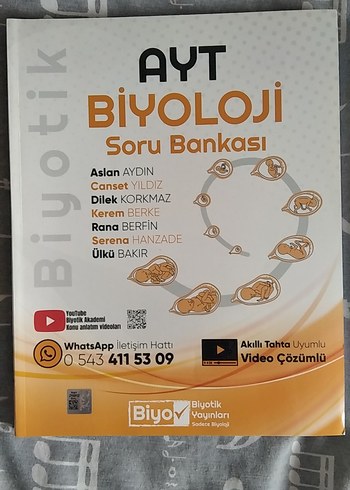 Biyotik
AYT
BİYOLOJİ
Soru Bankası
Aslan AYDIN
Canset YILDIZ
Dilek KORKMAZ
Kerem BERKE
Rana BERFİN
Serena HANZADE
Ülkü BAKIR
YouTube
Biyotik Akademi
Konu anlatım videoları
WhatsApp İletişim Hattı
0 543 411 53 09
Akıllı Tahta Uyumlu
Video Çözümlü
Biyo
Biyotik
Yayınları
Sadece Biyoloji